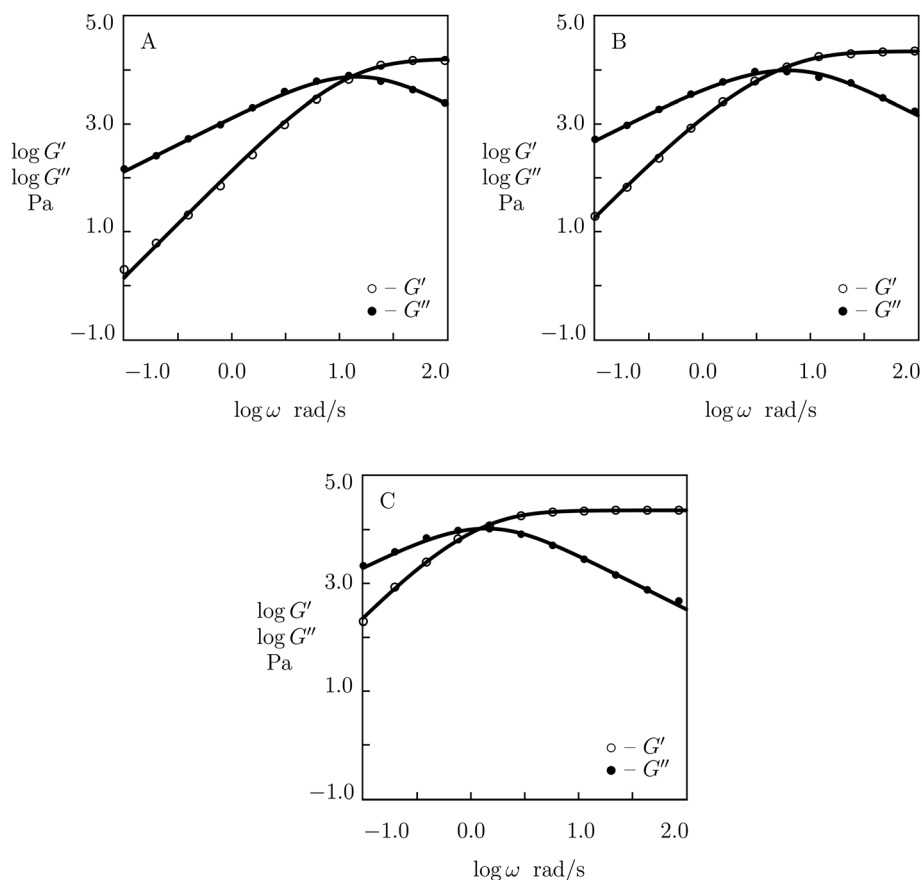 A
5.0
3.0
1.0
−1.0
log G′
log G″
Pa
○ – G′
● – G″
−1.0 0.0 1.0 2.0
log ω rad/s
B
5.0
3.0
1.0
−1.0
log G′
log G″
Pa
○ – G′
● – G″
−1.0 0.0 1.0 2.0
log ω rad/s
C
5.0
3.0
1.0
−1.0
log G′
log G″
Pa
○ – G′
● – G″
−1.0 0.0 1.0 2.0
log ω rad/s